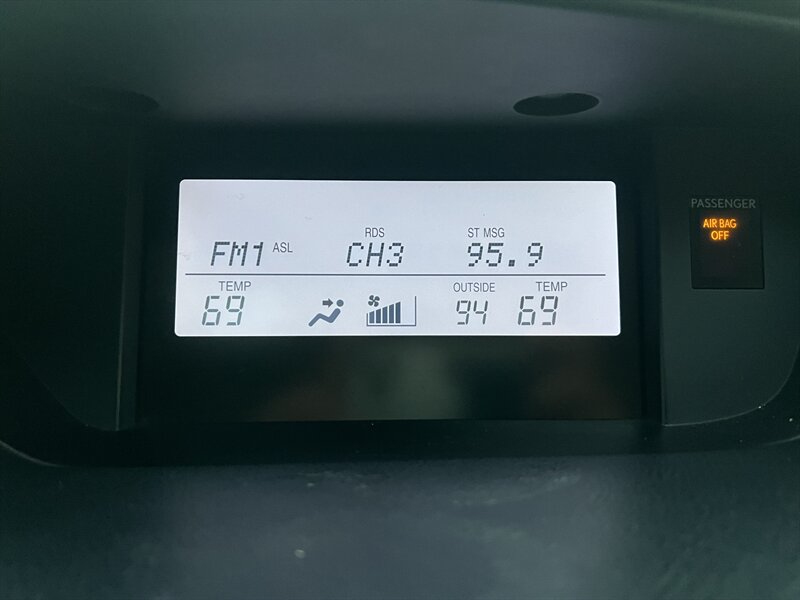 RDS ST MSG
FM1 ASL CH3 95.9
TEMP OUTSIDE TEMP
69 94 69
PASSENGER
AIR BAG
OFF